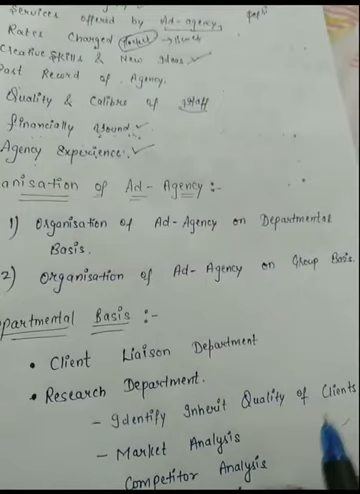 Services offered by Ad-agency,
Rates Charged Market
Creative Skills & New Ideas
Past Record of Agency.
Quality & Calibre of Staff
Financially Sound
Agency Experience.
anisation of Ad-Agency :-
1) Organisation of Ad-Agency on Departmental
Basis.
2) Organisation of Ad-Agency on Group Basis.
epartmental Basis :-
• Client Liaison Department
• Research Department.
- Identify Inherit Quality of Clients
- Market Analysis
Competitor Analysis